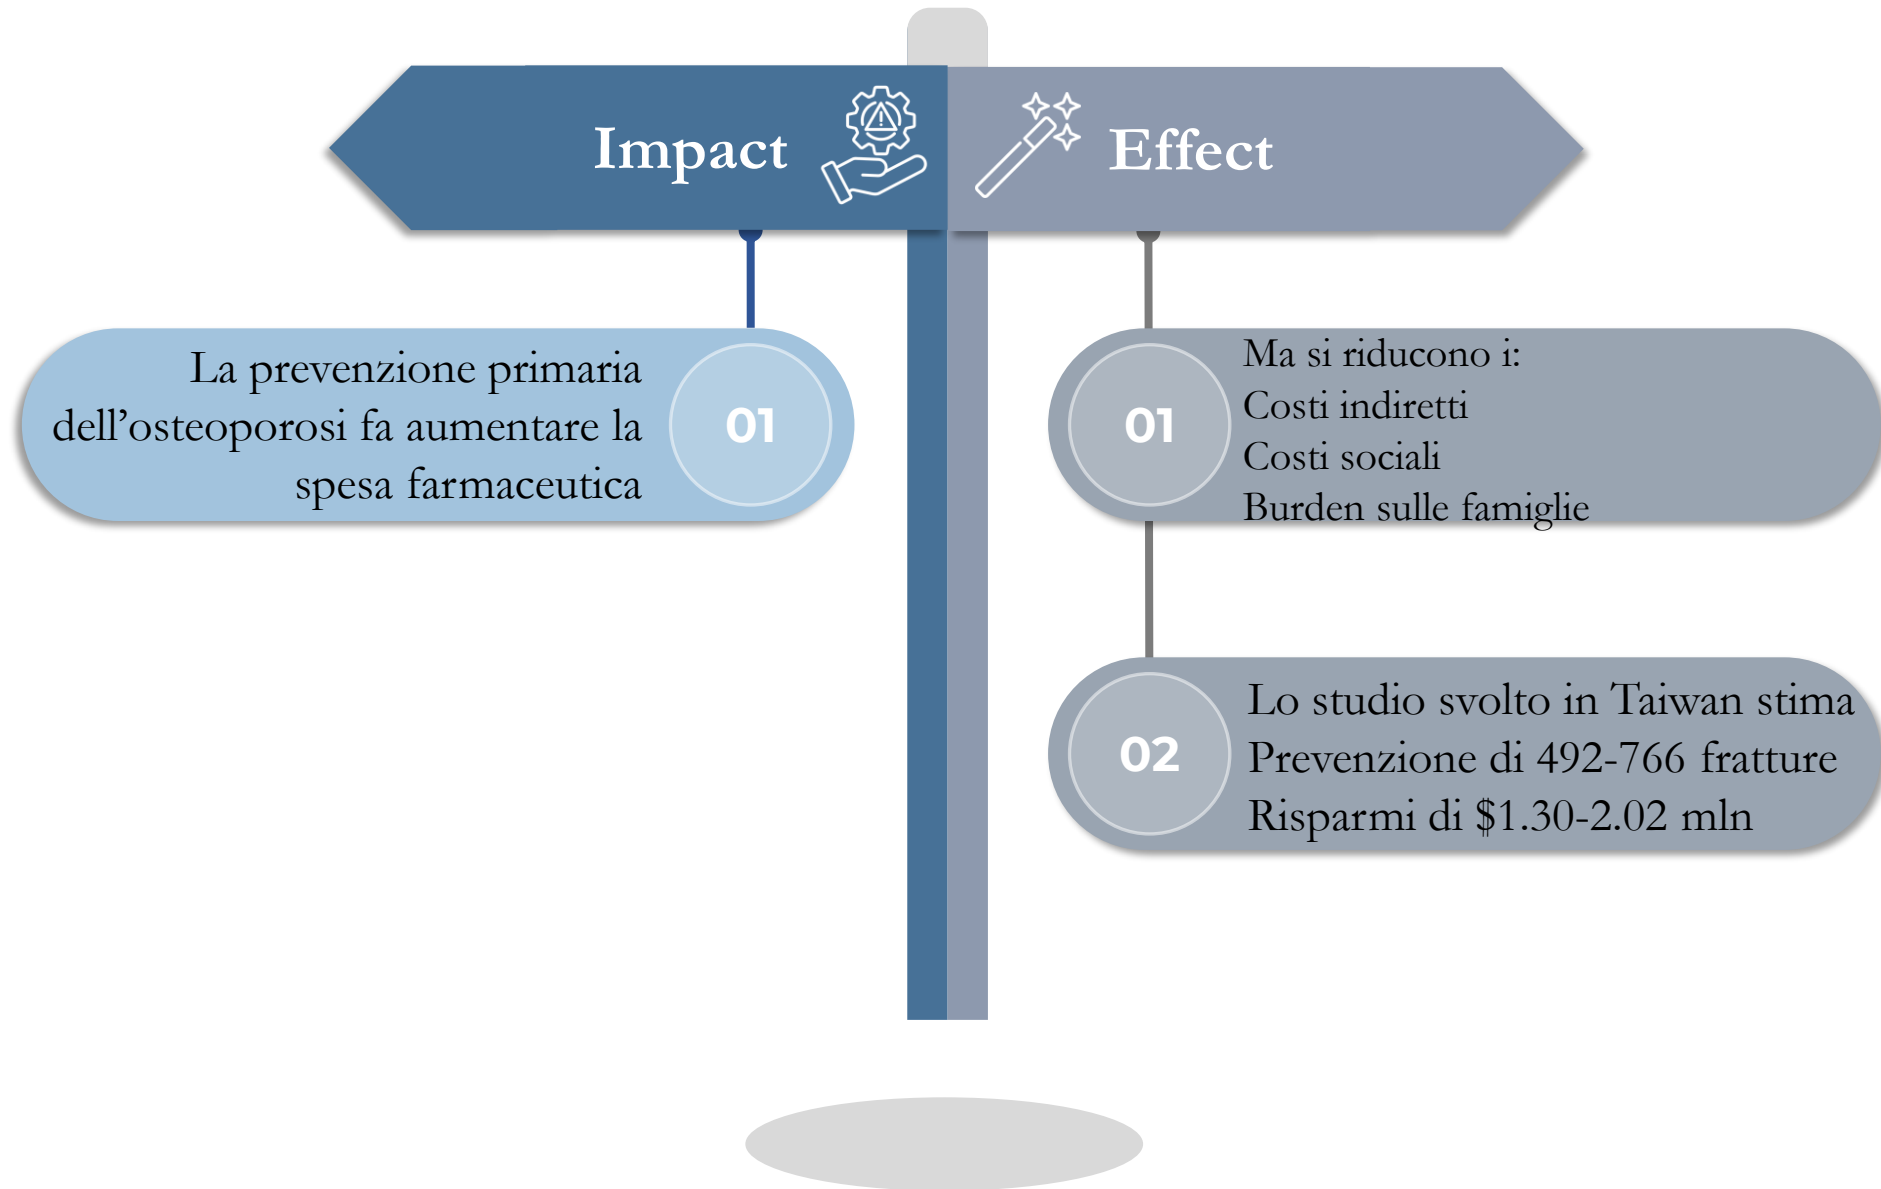 Impact
Effect
La prevenzione primaria
dell’osteoporosi fa aumentare la
spesa farmaceutica
01
01
Ma si riducono i:
Costi indiretti
Costi sociali
Burden sulle famiglie
02
Lo studio svolto in Taiwan stima
Prevenzione di 492-766 fratture
Risparmi di $1.30-2.02 mln